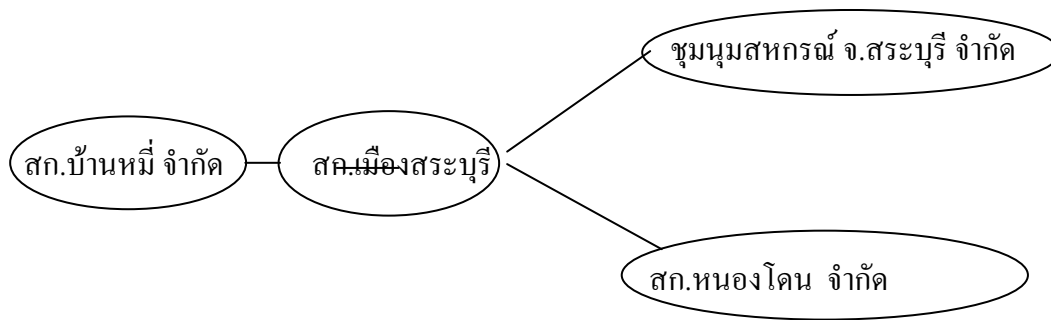 ชุมนุมสหกรณ์ จ.สระบุรี จำกัด
สก.บ้านหมี่ จำกัด
สก.เมืองสระบุรี
สก.หนองโดน จำกัด